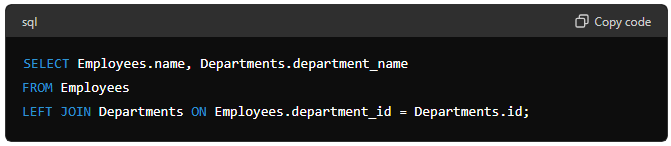 sql
Copy code
SELECT Employees.name, Departments.department_name
FROM Employees
LEFT JOIN Departments ON Employees.department_id = Departments.id;